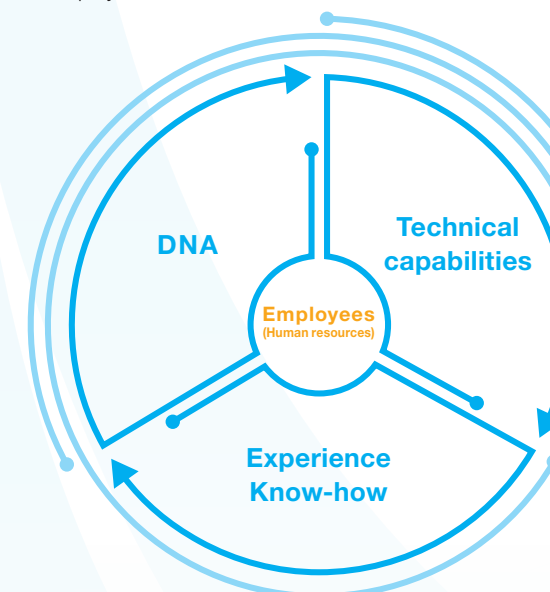 DNA
Technical
capabilities
Employees
(Human resources)
Experience
Know-how